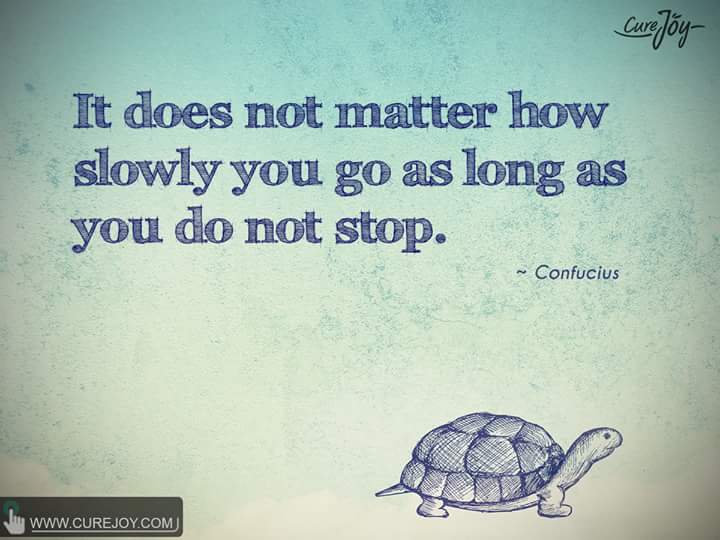 Cure Joy
It does not matter how
slowly you go as long as
you do not stop.
~ Confucius
WWW.CUREJOY.COM